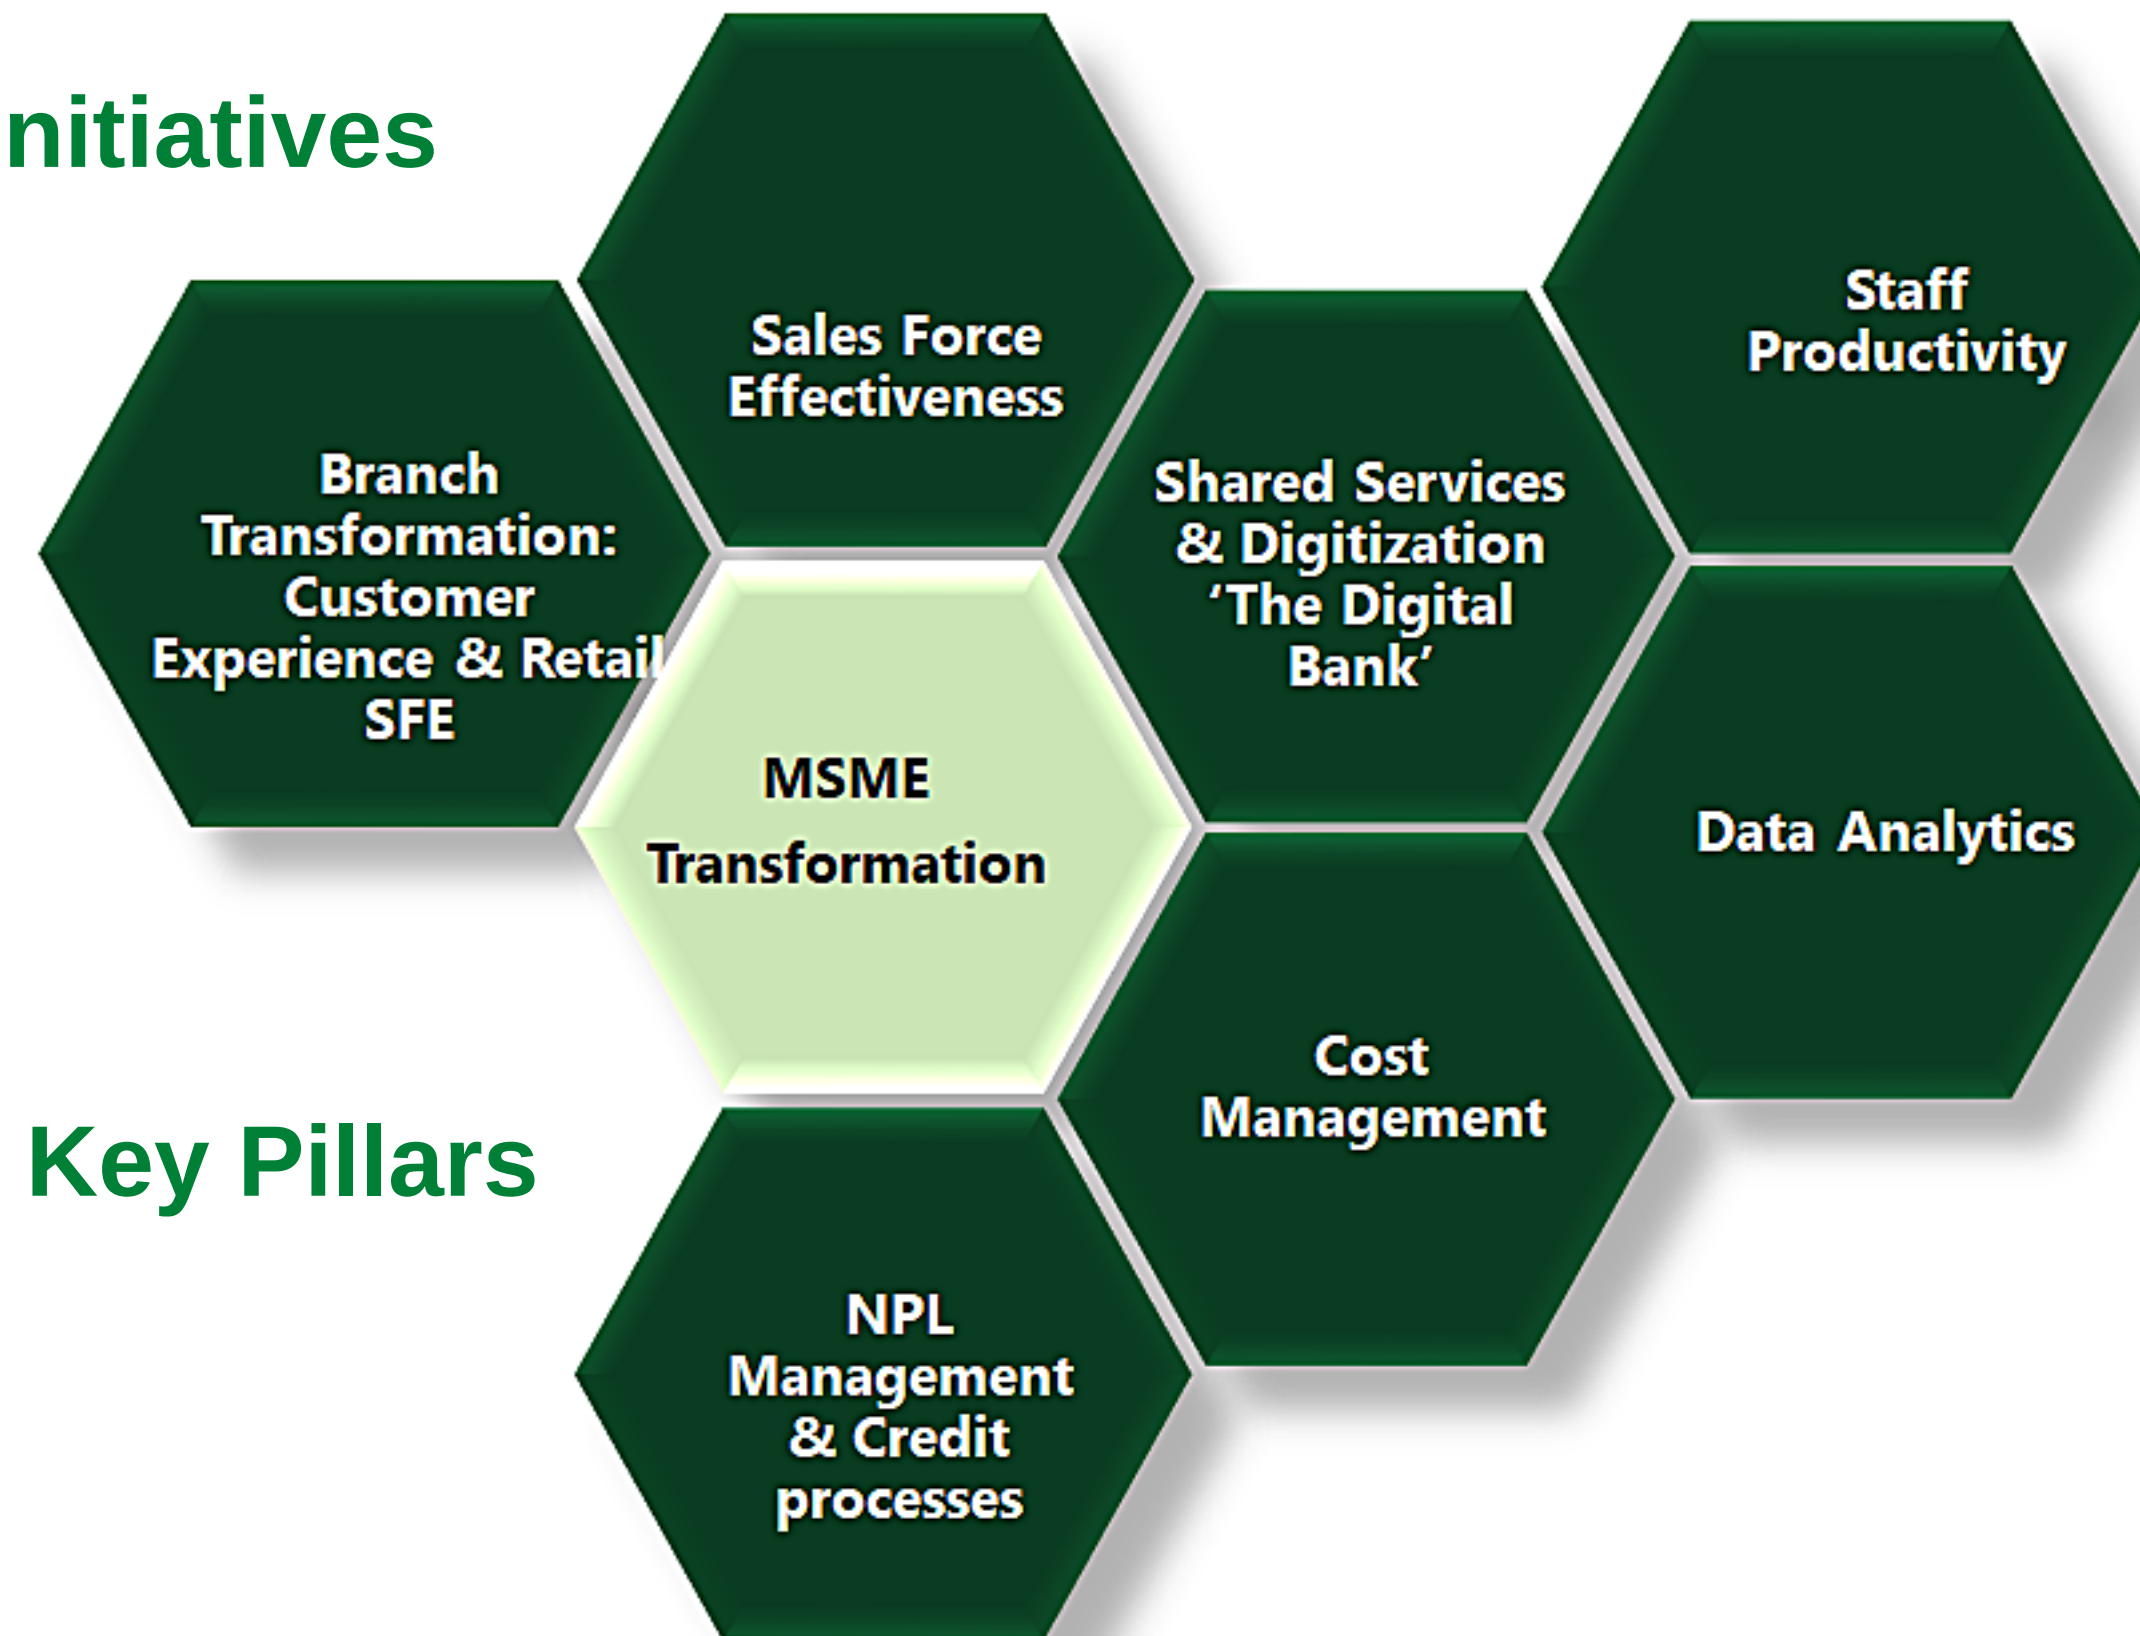 nitiatives
Sales Force
Effectiveness
Staff
Productivity
Branch
Transformation:
Customer
Experience & Retail
SFE
Shared Services
& Digitization
‘The Digital
Bank’
MSME
Transformation
Data Analytics
Cost
Management
Key Pillars
NPL
Management
& Credit
processes